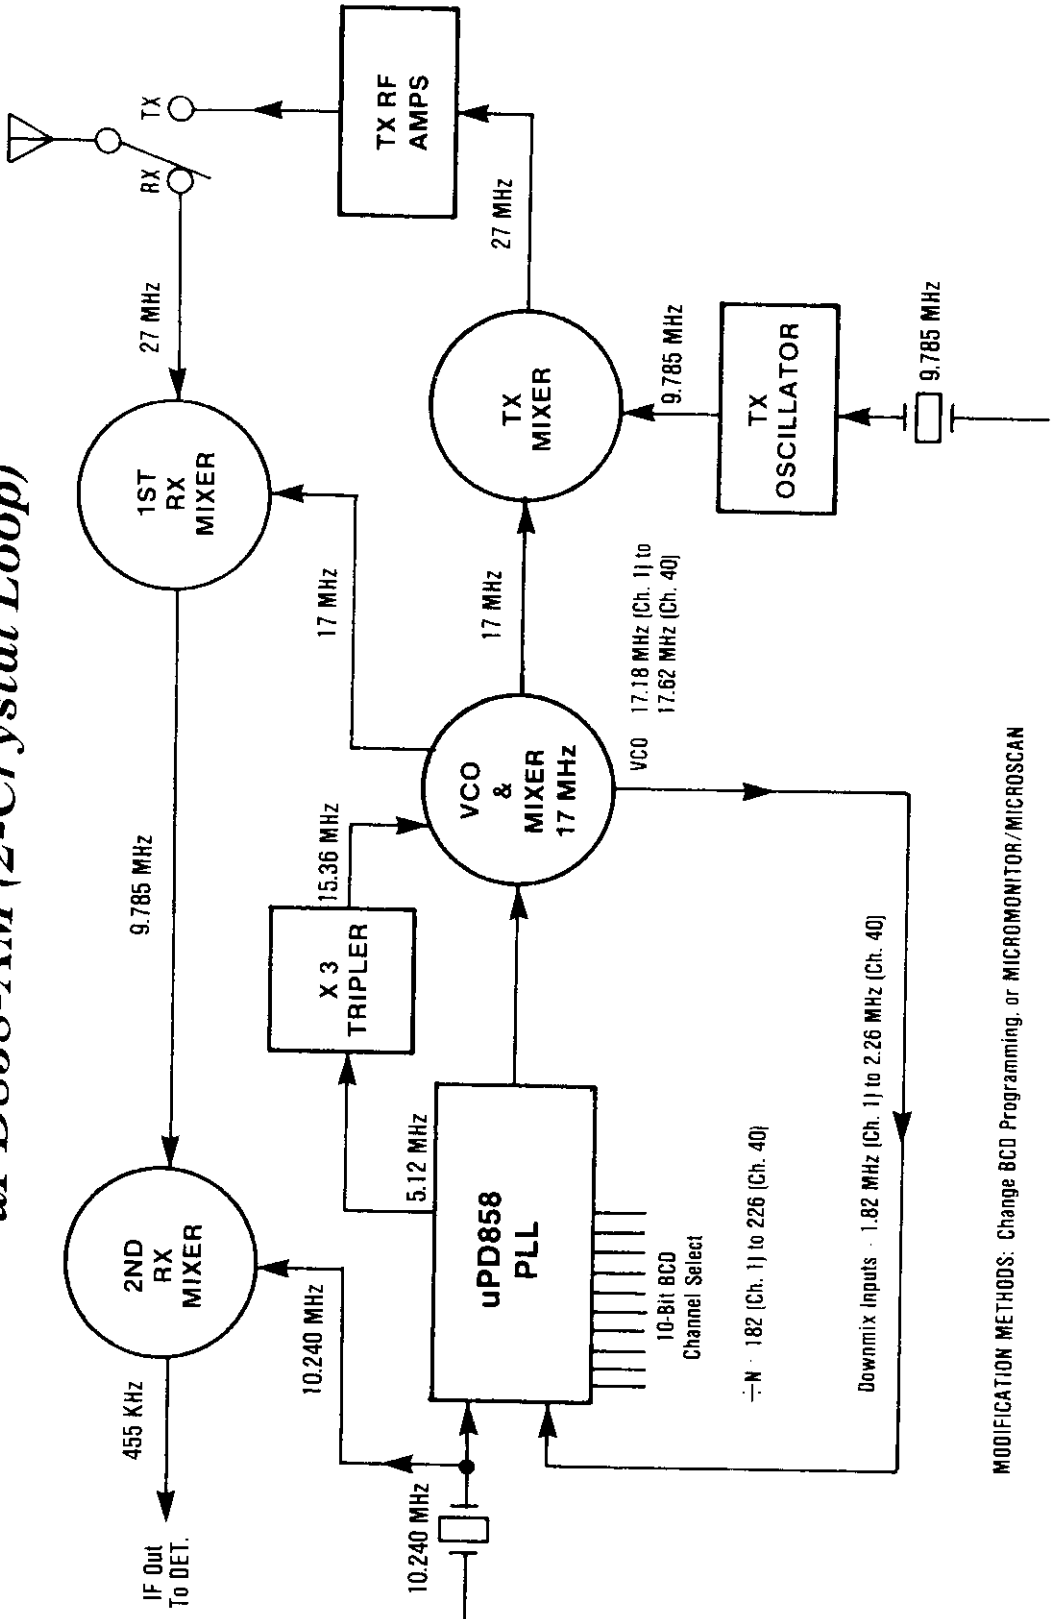 uPD858-AM (2-Crystal Loop)
IF Out
To DET.
455 KHz
2ND
RX
MIXER
9.785 MHz
1ST
RX
MIXER
27 MHz
RX
TX
10.240 MHz
10.240 MHz
5.12 MHz
X 3
TRIPLER
15.36 MHz
17 MHz
TX RF
AMPS
uPD858
PLL
VCO
&
MIXER
17 MHz
17 MHz
TX
MIXER
27 MHz
10-Bit BCD
Channel Select
VCO 17.18 MHz (Ch. 1) to
17.62 MHz (Ch. 40)
9.785 MHz
TX
OSCILLATOR
9.785 MHz
÷N · 182 (Ch. 1) to 226 (Ch. 40)
Downmix Inputs · 1.82 MHz (Ch. 1) to 2.26 MHz (Ch. 40)
MODIFICATION METHODS: Change BCD Programming, or MICROMONITOR/MICROSCAN